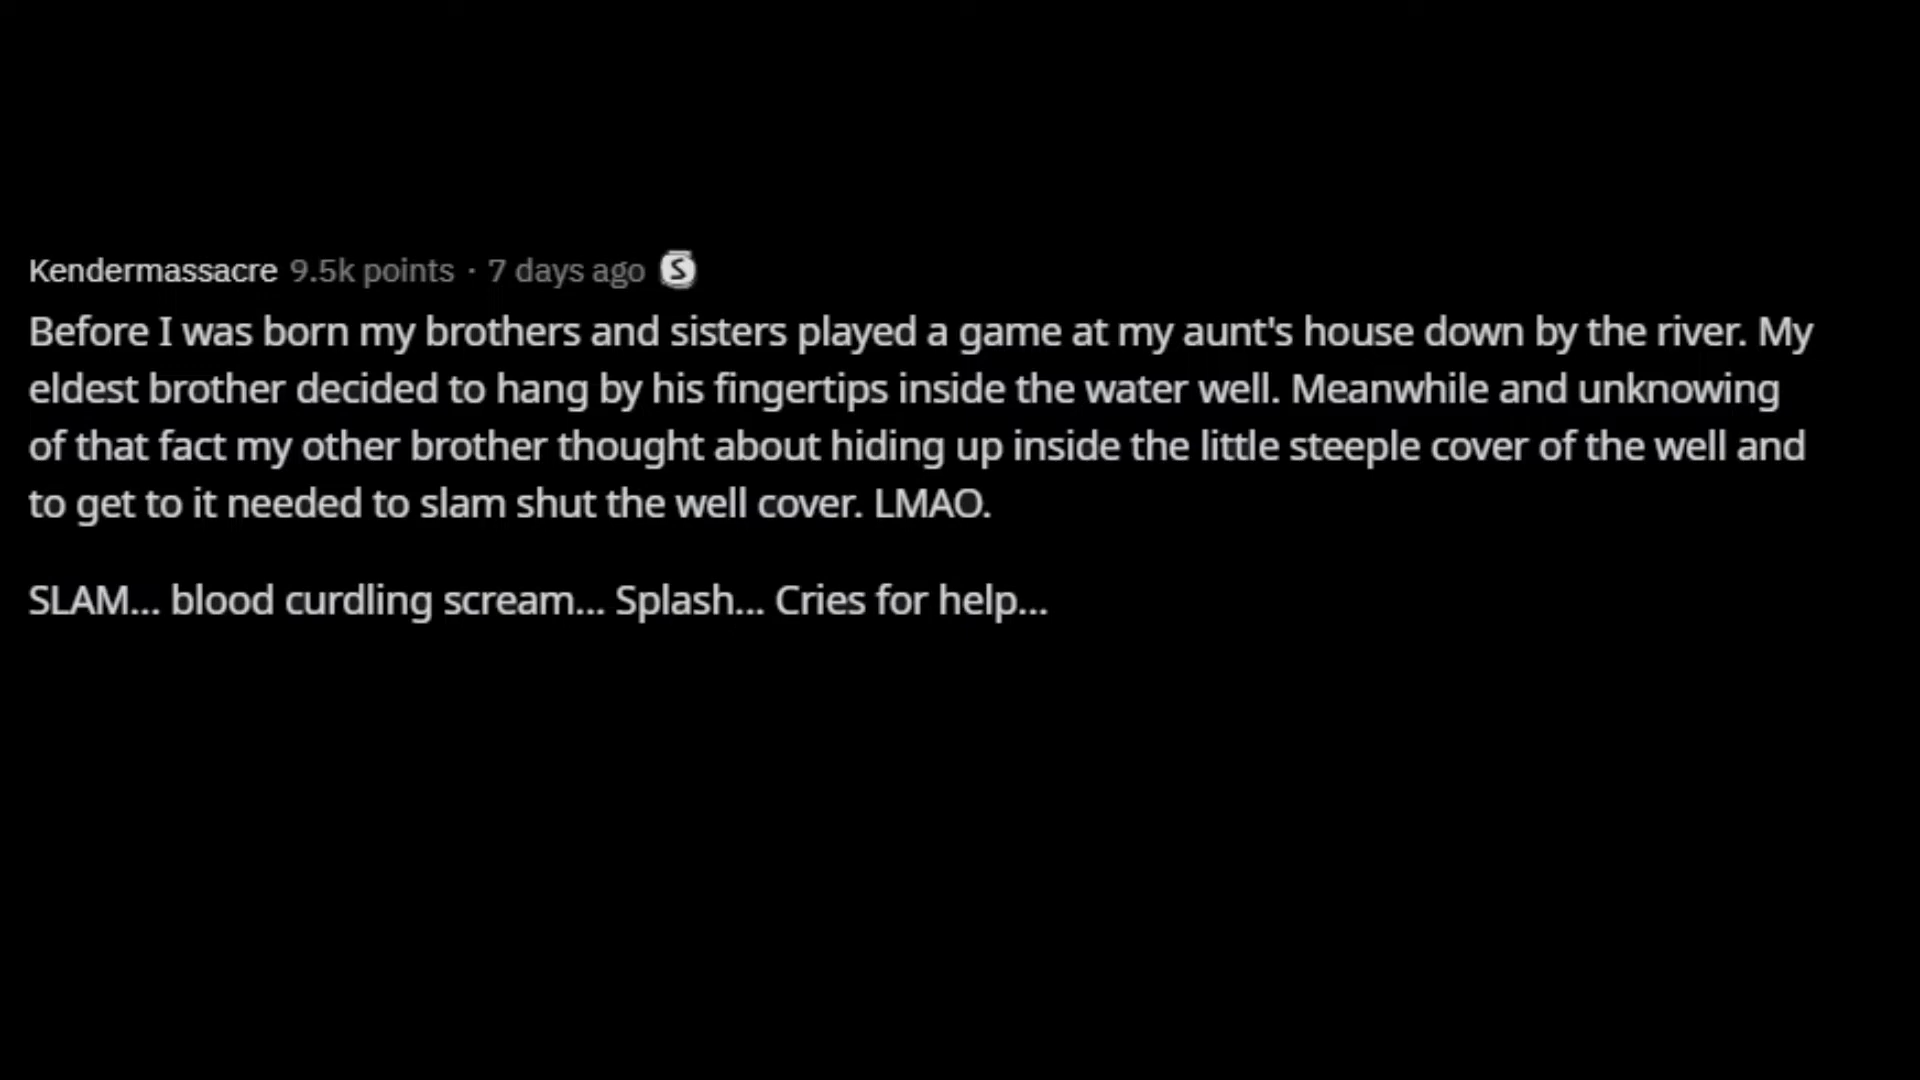 Kendermassacre 9.5k points · 7 days ago S
Before I was born my brothers and sisters played a game at my aunt's house down by the river. My
eldest brother decided to hang by his fingertips inside the water well. Meanwhile and unknowing
of that fact my other brother thought about hiding up inside the little steeple cover of the well and
to get to it needed to slam shut the well cover. LMAO.
SLAM... blood curdling scream... Splash... Cries for help...